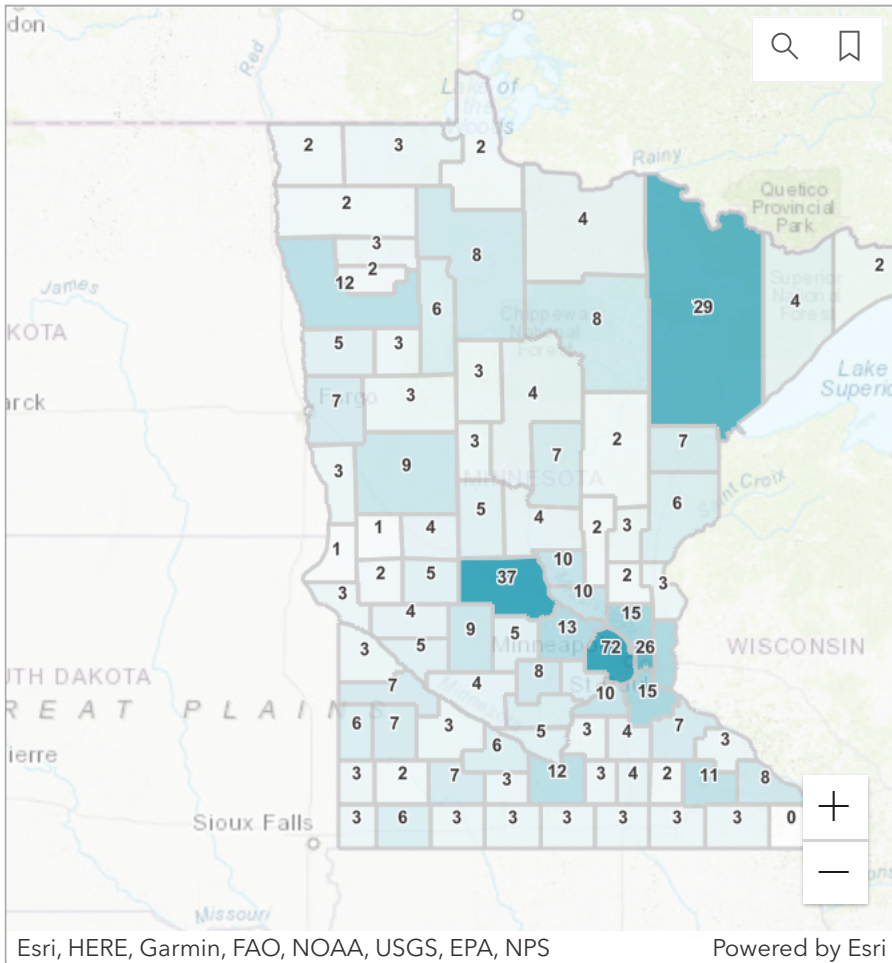 don
Red
Lake of
the
Woods
2
3
2
Rainy
Quetico
Provincial
Park
2
4
3
8
2
Superior
National
Forest
2
James
12
6
Chippewa
National
Forest
8
29
4
KOTA
5
3
3
4
Lake
Superio
arck
7
Fargo
3
3
2
7
3
9
7
MINNESOTA
Saint Croix
6
5
4
2
3
1
4
1
10
2
5
37
2
3
3
10
4
15
9
5
13
Minneapo
72
26
WISCONSIN
3
5
8
St
UTH DAKOTA
7
4
Minnesota
10
15
REAT PLAINS
6
7
3
5
3
4
7
3
ierre
6
3
2
7
3
12
3
4
2
11
8
Sioux Falls
3
6
3
3
3
3
3
3
0
Missouri
Esri, HERE, Garmin, FAO, NOAA, USGS, EPA, NPS
Powered by Esri